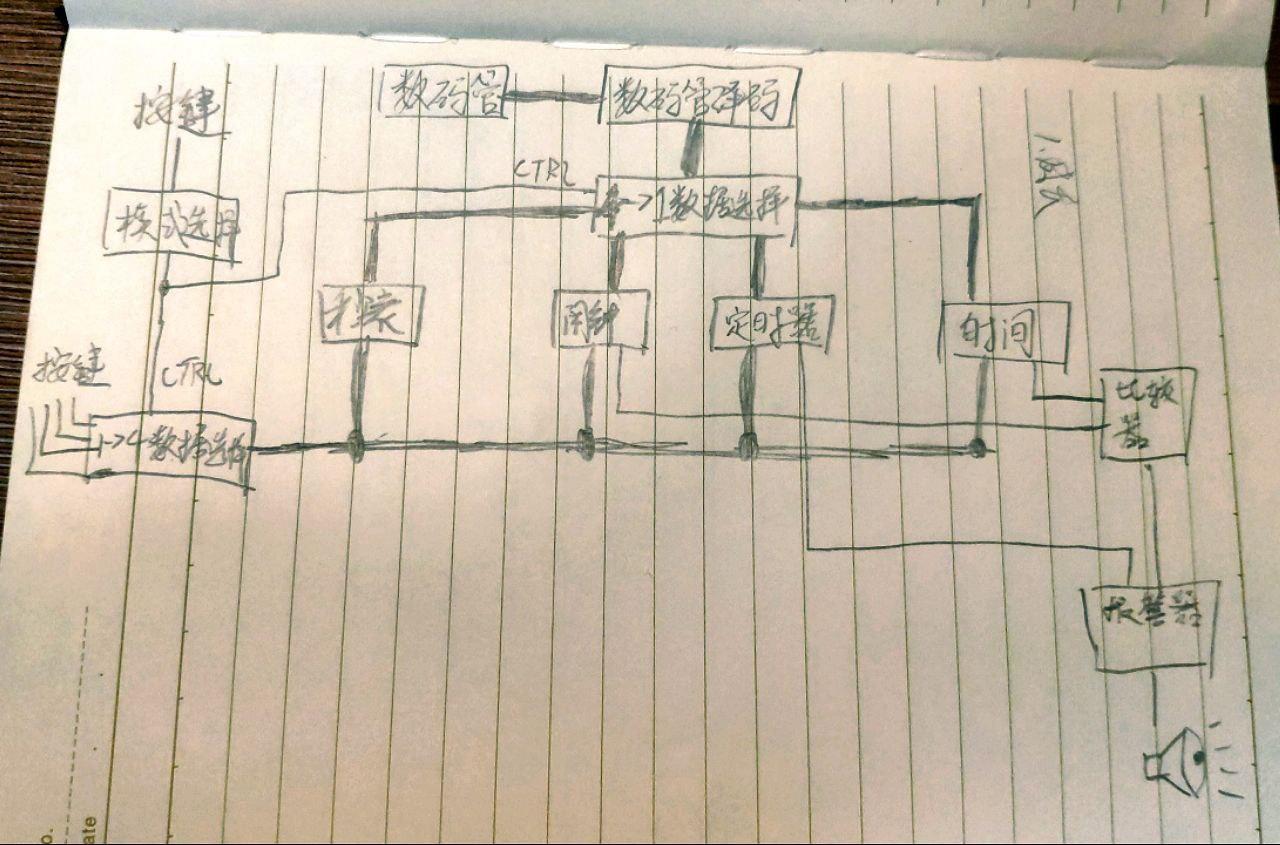 数码管
数码管译码
按键
CTRL
模式选择
4->1数据选择
秒表
闹钟
定时器
时间
按键
CTRL
比较
器
1->4数据选择
报警器
o.
ate